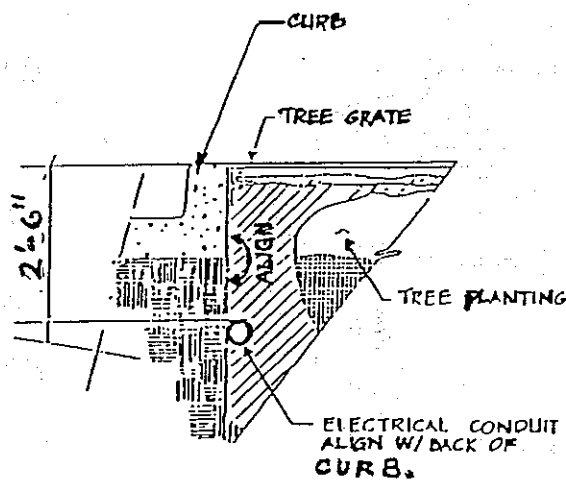 CURB
TREE GRATE
2'-6"
ALIGN
TREE PLANTING
ELECTRICAL CONDUIT
ALIGN W/ BACK OF
CURB.